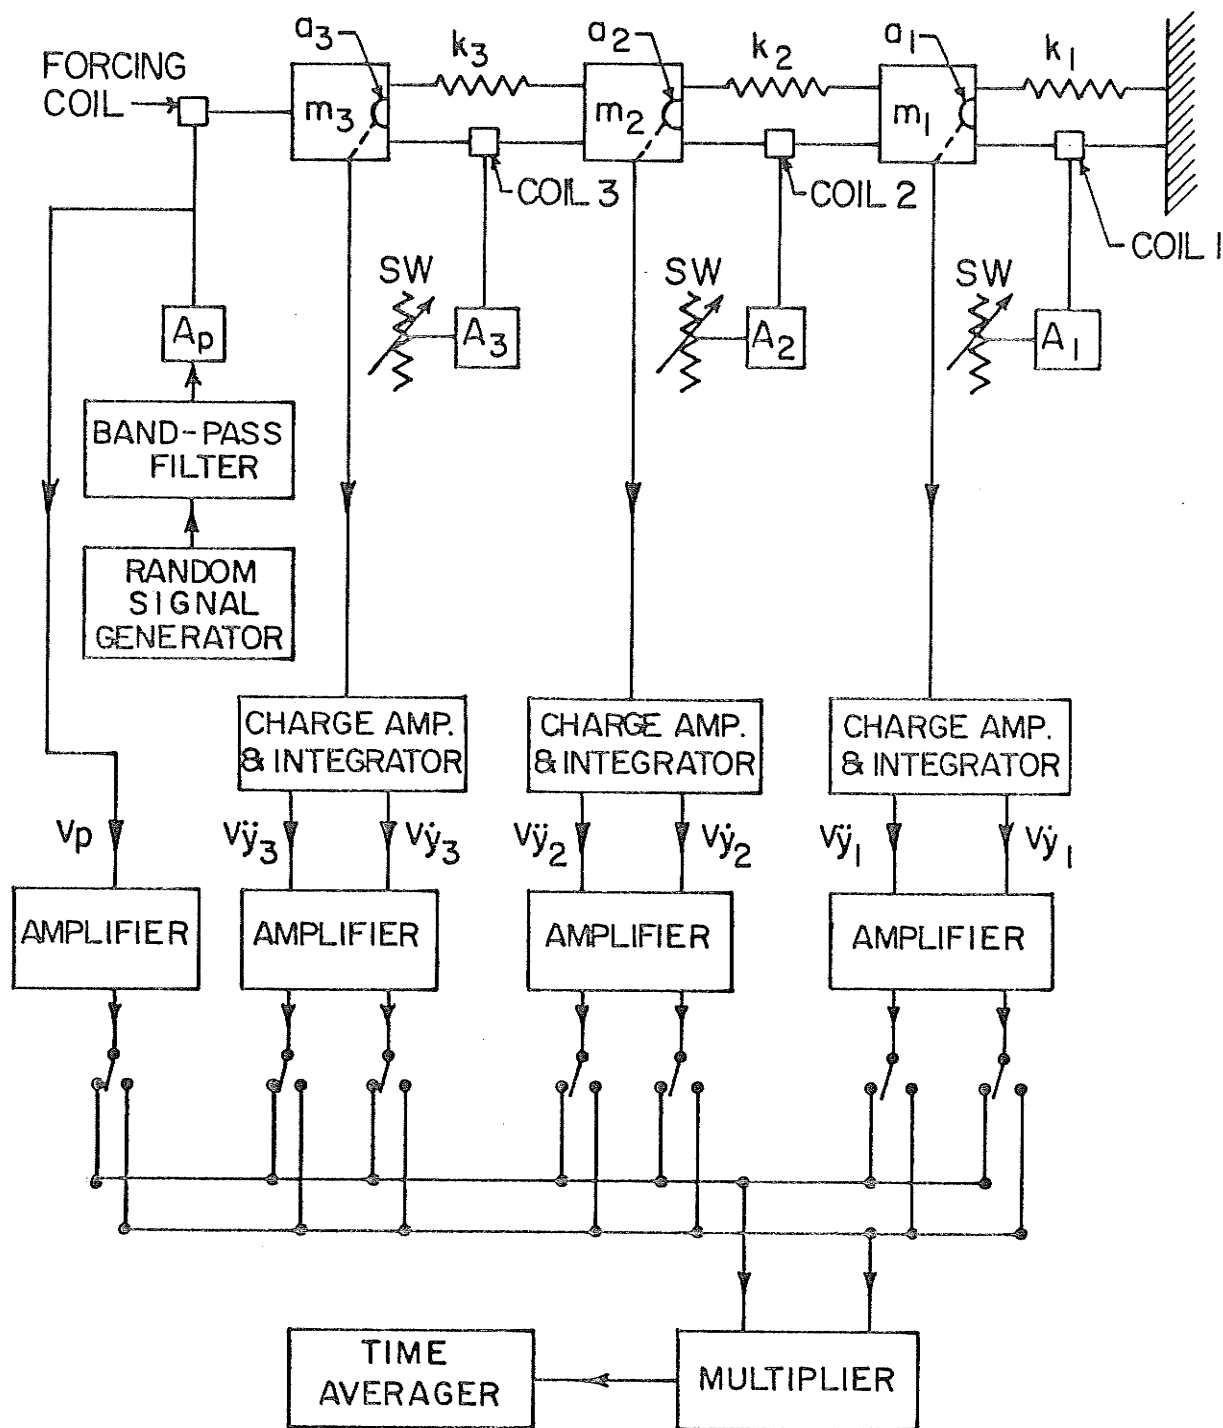 a3
k3
a2
k2
a1
k1
FORCING
COIL
m3
m2
m1
COIL 3
COIL 2
COIL 1
SW
SW
SW
Ap
A3
A2
A1
BAND-PASS
FILTER
RANDOM
SIGNAL
GENERATOR
CHARGE AMP.
& INTEGRATOR
CHARGE AMP.
& INTEGRATOR
CHARGE AMP.
& INTEGRATOR
Vp
Vÿ3
Vẏ3
Vÿ2
Vẏ2
Vÿ1
Vẏ1
AMPLIFIER
AMPLIFIER
AMPLIFIER
AMPLIFIER
TIME
AVERAGER
MULTIPLIER